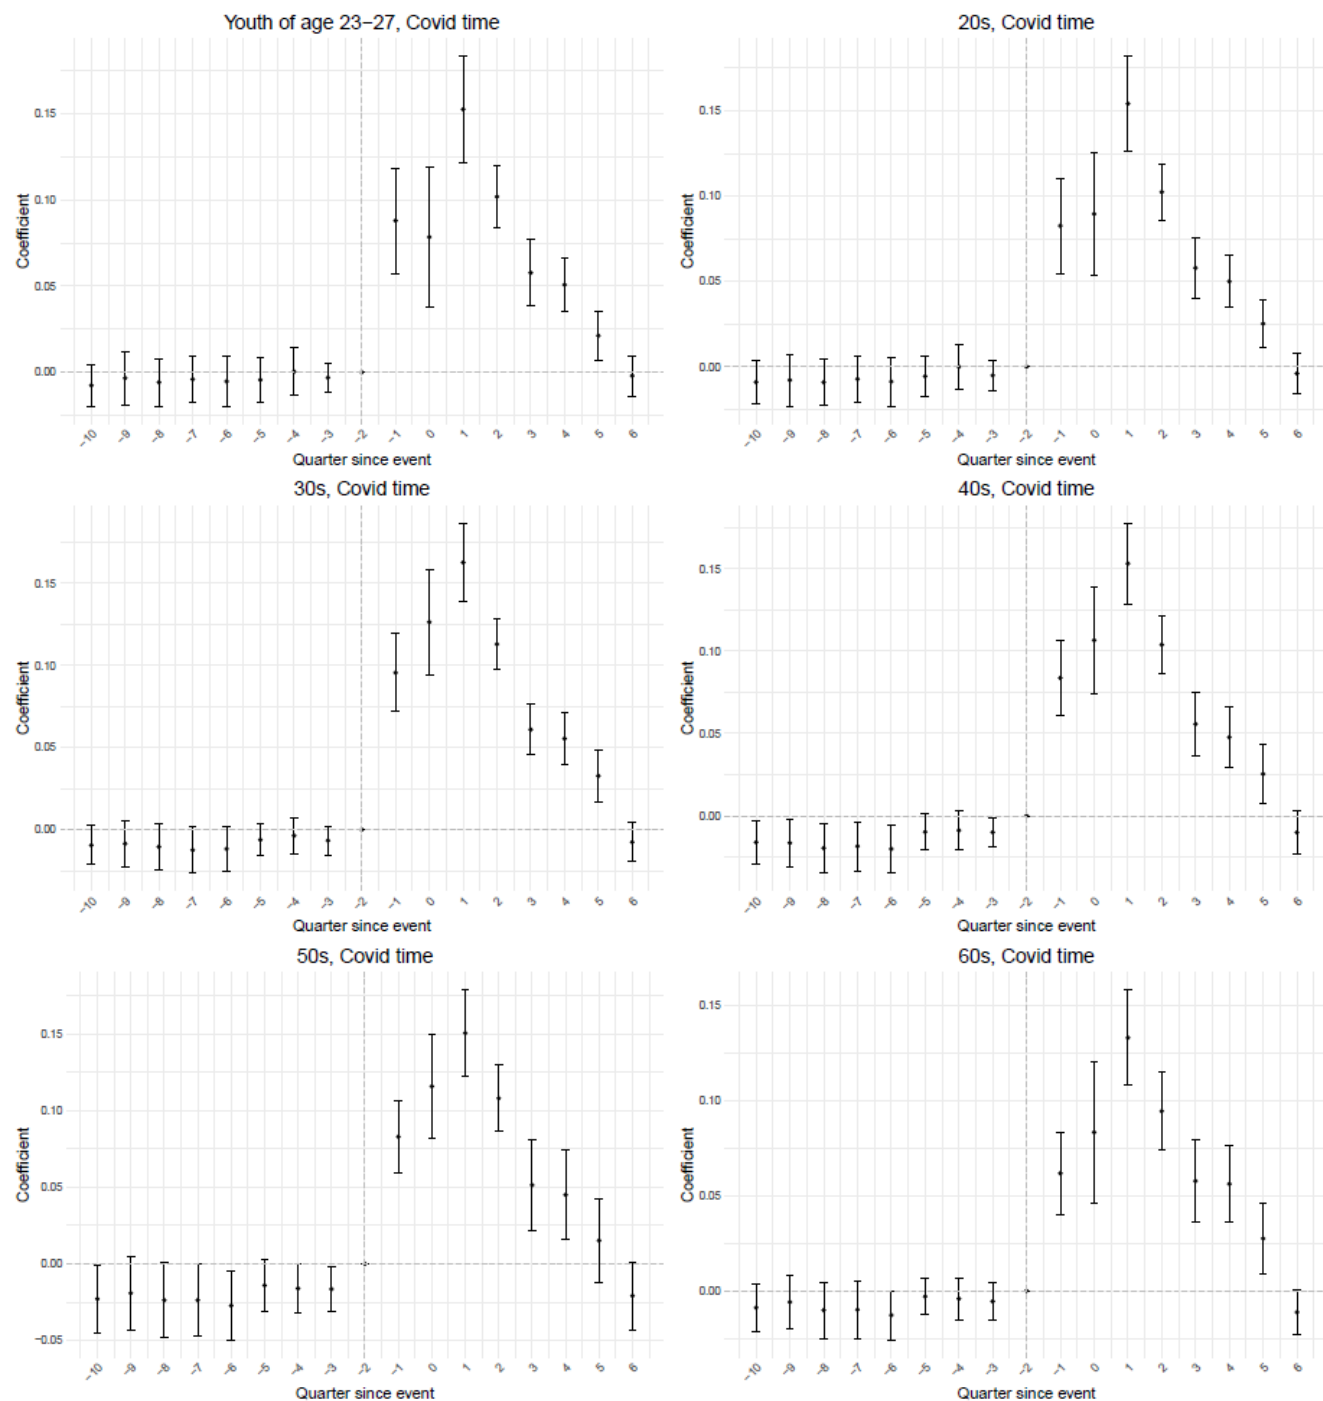 Youth of age 23−27, Covid time
Coefficient
0.15
0.10
0.05
0.00
−10 −9 −8 −7 −6 −5 −4 −3 −2 −1 0 1 2 3 4 5 6
Quarter since event
20s, Covid time
Coefficient
0.15
0.10
0.05
0.00
−10 −9 −8 −7 −6 −5 −4 −3 −2 −1 0 1 2 3 4 5 6
Quarter since event
30s, Covid time
Coefficient
0.15
0.10
0.05
0.00
−10 −9 −8 −7 −6 −5 −4 −3 −2 −1 0 1 2 3 4 5 6
Quarter since event
40s, Covid time
Coefficient
0.15
0.10
0.05
0.00
−10 −9 −8 −7 −6 −5 −4 −3 −2 −1 0 1 2 3 4 5 6
Quarter since event
50s, Covid time
Coefficient
0.15
0.10
0.05
0.00
−0.05
−10 −9 −8 −7 −6 −5 −4 −3 −2 −1 0 1 2 3 4 5 6
Quarter since event
60s, Covid time
Coefficient
0.15
0.10
0.05
0.00
−10 −9 −8 −7 −6 −5 −4 −3 −2 −1 0 1 2 3 4 5 6
Quarter since event